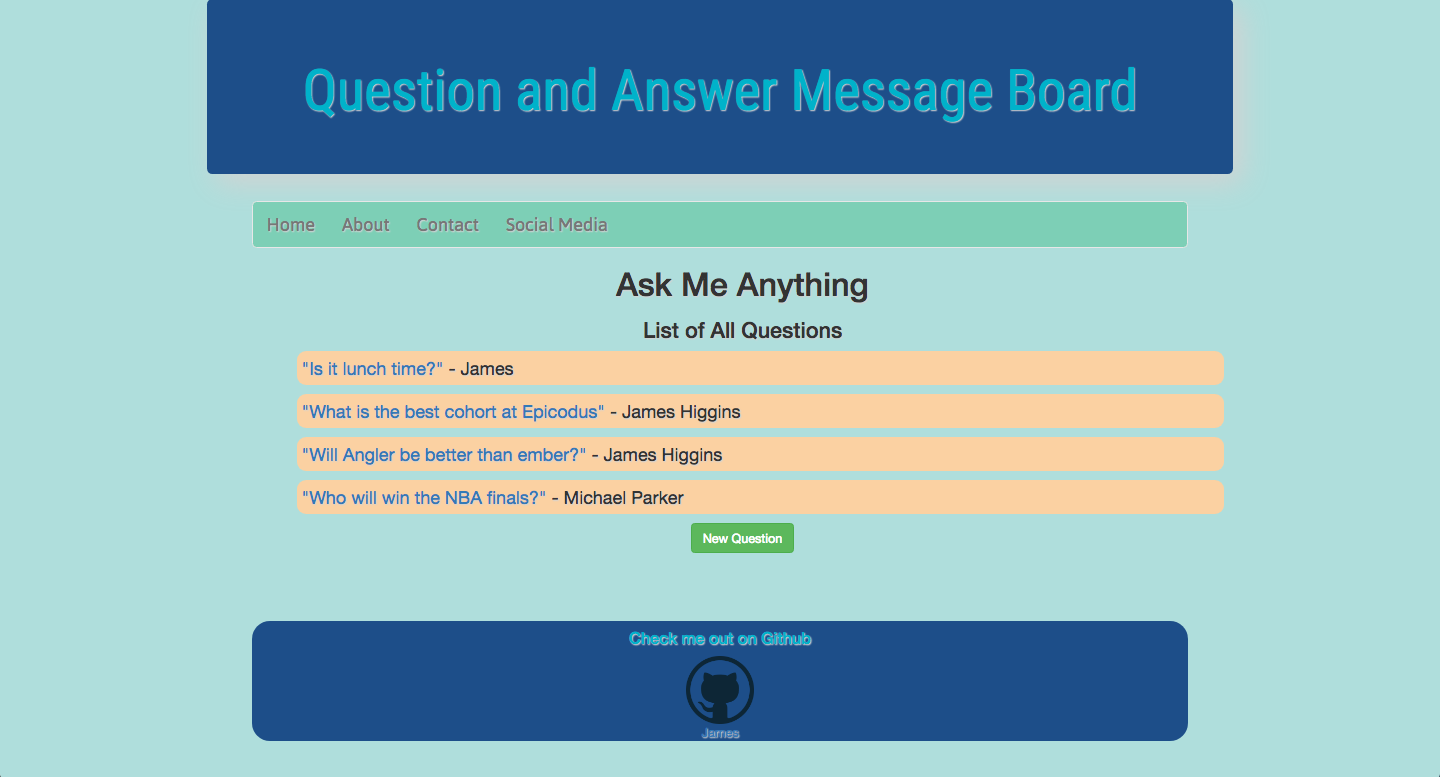 Question and Answer Message Board
Home About Contact Social Media
Ask Me Anything
List of All Questions
"Is it lunch time?" - James
"What is the best cohort at Epicodus" - James Higgins
"Will Angler be better than ember?" - James Higgins
"Who will win the NBA finals?" - Michael Parker
New Question
Check me out on Github
James